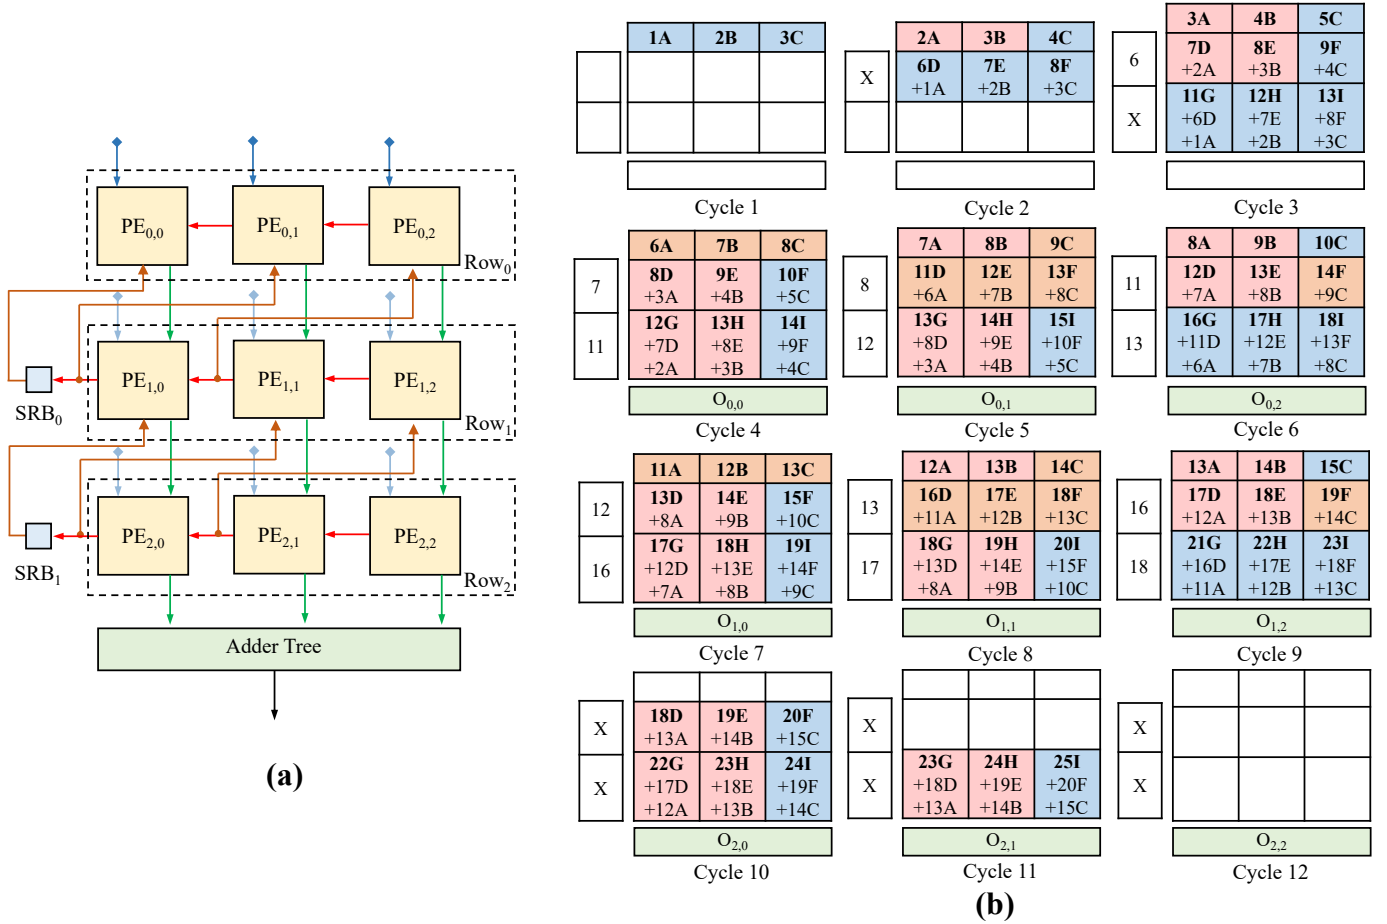 PE0,0
PE0,1
PE0,2
Row0
PE1,0
PE1,1
PE1,2
SRB0
Row1
PE2,0
PE2,1
PE2,2
SRB1
Row2
Adder Tree
(a)
1A 2B 3C
Cycle 1
2A 3B 4C
X 6D 7E 8F
+1A +2B +3C
Cycle 2
3A 4B 5C
6 7D 8E 9F
+2A +3B +4C
11G 12H 13I
X +6D +7E +8F
+1A +2B +3C
Cycle 3
6A 7B 8C
7 8D 9E 10F
+3A +4B +5C
12G 13H 14I
11 +7D +8E +9F
+2A +3B +4C
O0,0
Cycle 4
7A 8B 9C
8 11D 12E 13F
+6A +7B +8C
13G 14H 15I
12 +8D +9E +10F
+3A +4B +5C
O0,1
Cycle 5
8A 9B 10C
11 12D 13E 14F
+7A +8B +9C
16G 17H 18I
13 +11D +12E +13F
+6A +7B +8C
O0,2
Cycle 6
11A 12B 13C
12 13D 14E 15F
+8A +9B +10C
17G 18H 19I
16 +12D +13E +14F
+7A +8B +9C
O1,0
Cycle 7
12A 13B 14C
13 16D 17E 18F
+11A +12B +13C
18G 19H 20I
17 +13D +14E +15F
+8A +9B +10C
O1,1
Cycle 8
13A 14B 15C
16 17D 18E 19F
+12A +13B +14C
21G 22H 23I
18 +16D +17E +18F
+11A +12B +13C
O1,2
Cycle 9
X 18D 19E 20F
+13A +14B +15C
22G 23H 24I
X +17D +18E +19F
+12A +13B +14C
O2,0
Cycle 10
X
23G 24H 25I
X +18D +19E +20F
+13A +14B +15C
O2,1
Cycle 11
X
X
O2,2
Cycle 12
(b)